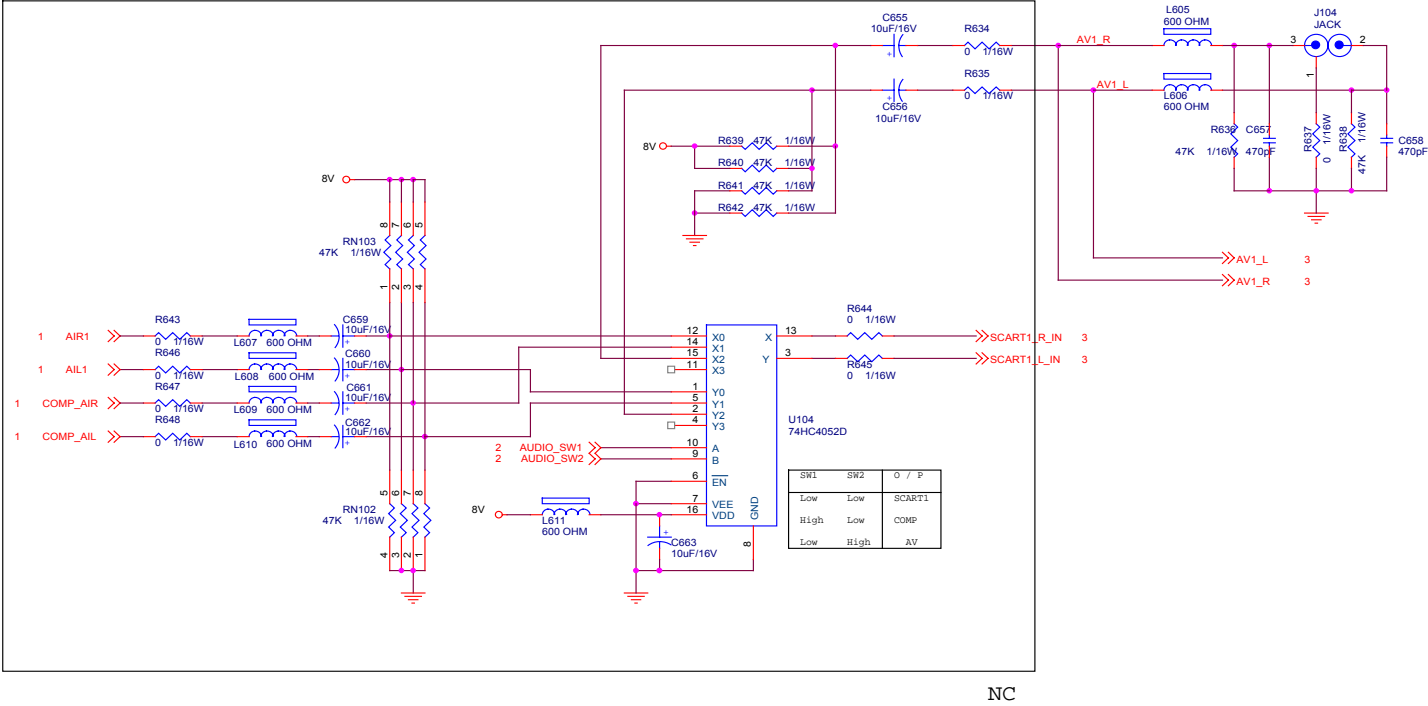 C655
10uF/16V
+
R634
0 1/16W
AV1_R
L605
600 OHM
J104
JACK
3
2
1
C656
10uF/16V
+
R635
0 1/16W
AV1_L
L606
600 OHM
R636
47K 1/16W
C657
470pF
R637
0 1/16W
R638
47K 1/16W
C658
470pF
8V
R639 47K 1/16W
R640 47K 1/16W
R641 47K 1/16W
R642 47K 1/16W
8V
8 7 6 5
RN103
47K 1/16W
1 2 3 4
AV1_L 3
AV1_R 3
1 AIR1
R643
0 1/16W
L607 600 OHM
C659
10uF/16V
+
1 AIL1
R646
0 1/16W
L608 600 OHM
C660
10uF/16V
+
1 COMP_AIR
R647
0 1/16W
L609 600 OHM
C661
10uF/16V
+
1 COMP_AIL
R648
0 1/16W
L610 600 OHM
C662
10uF/16V
+
12 X0
14 X1
15 X2
11 X3
1 Y0
5 Y1
2 Y2
4 Y3
10 A
9 B
6 EN
7 VEE
16 VDD
GND
8
X 13
Y 3
R644
0 1/16W
SCART1_R_IN 3
R645
0 1/16W
SCART1_L_IN 3
U104
74HC4052D
2 AUDIO_SW1
2 AUDIO_SW2
5 6 7 8
RN102
47K 1/16W
4 3 2 1
8V
L611
600 OHM
+
C663
10uF/16V
SW1 SW2 O / P
Low Low SCART1
High Low COMP
Low High AV
NC